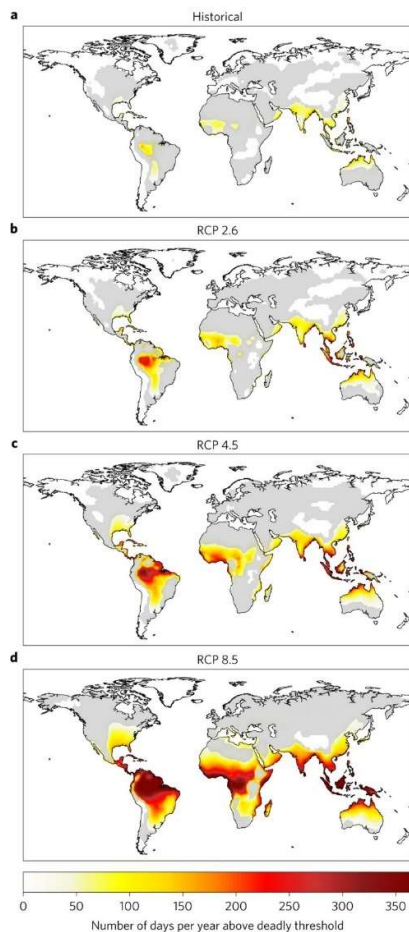 a
Historical
b
RCP 2.6
c
RCP 4.5
d
RCP 8.5
0 50 100 150 200 250 300 350
Number of days per year above deadly threshold